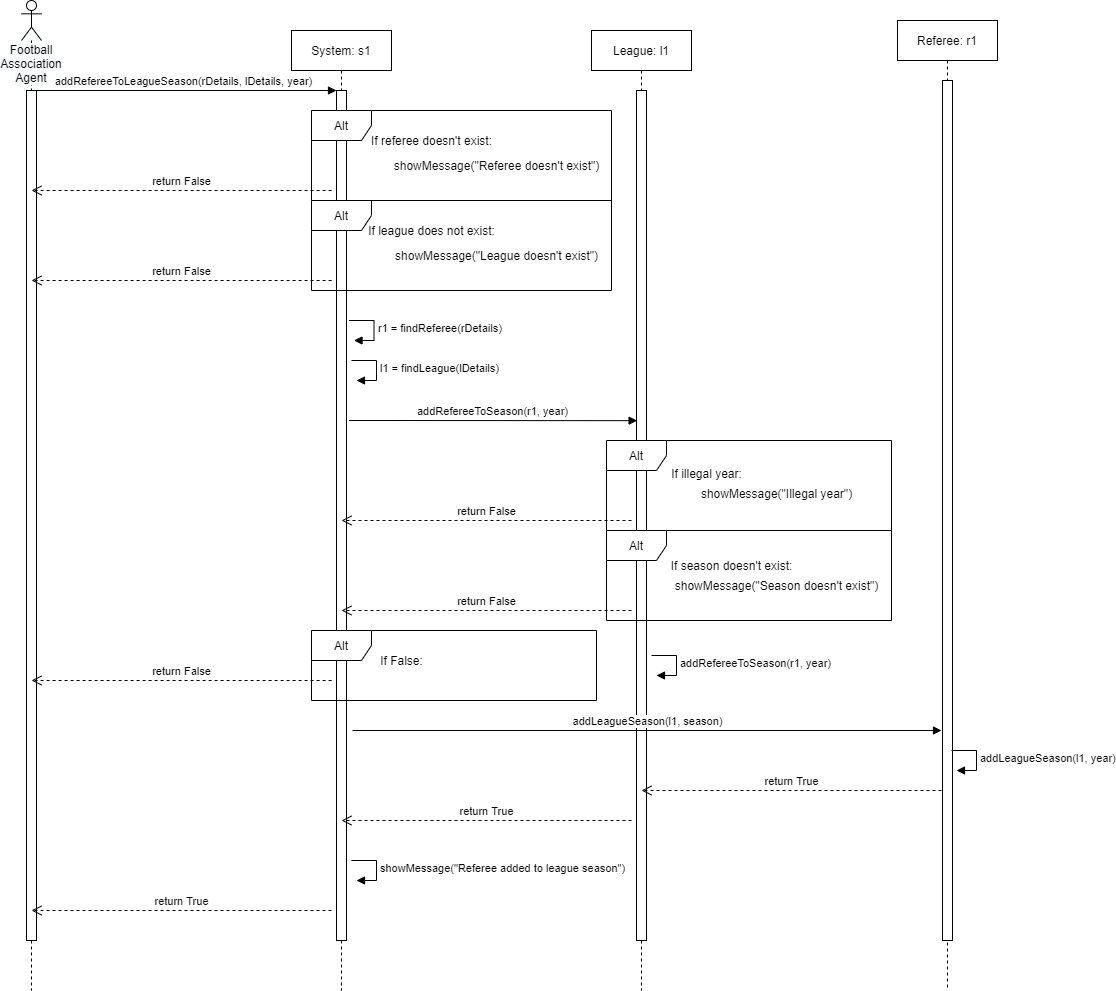 Football
Association
Agent
System: s1
League: l1
Referee: r1
addRefereeToLeagueSeason(rDetails, lDetails, year)
Alt
If referee doesn't exist:
showMessage("Referee doesn't exist")
return False
Alt
If league does not exist:
showMessage("League doesn't exist")
return False
r1 = findReferee(rDetails)
l1 = findLeague(lDetails)
addRefereeToSeason(r1, year)
Alt
If illegal year:
showMessage("Illegal year")
return False
Alt
If season doesn't exist:
showMessage("Season doesn't exist")
return False
Alt
If False:
addRefereeToSeason(r1, year)
return False
addLeagueSeason(l1, season)
addLeagueSeason(l1, year)
return True
return True
showMessage("Referee added to league season")
return True